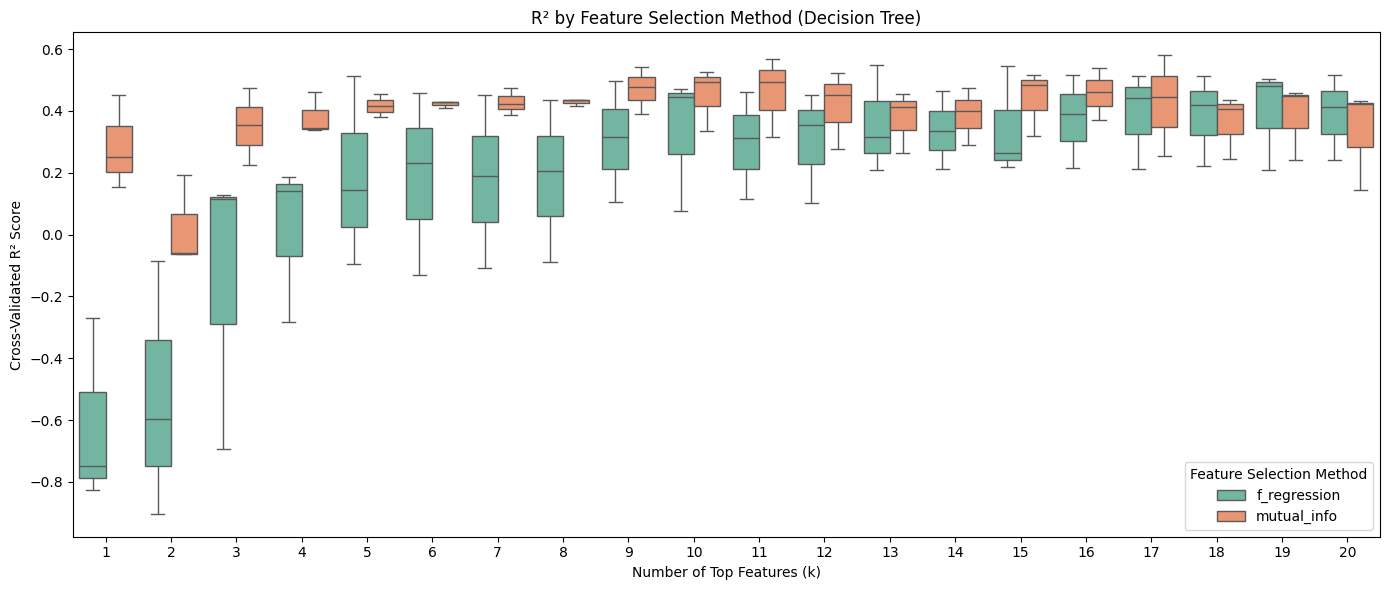 R² by Feature Selection Method (Decision Tree)
Cross-Validated R² Score
0.6
0.4
0.2
0.0
−0.2
−0.4
−0.6
−0.8
Feature Selection Method
f_regression
mutual_info
1 2 3 4 5 6 7 8 9 10 11 12 13 14 15 16 17 18 19 20
Number of Top Features (k)